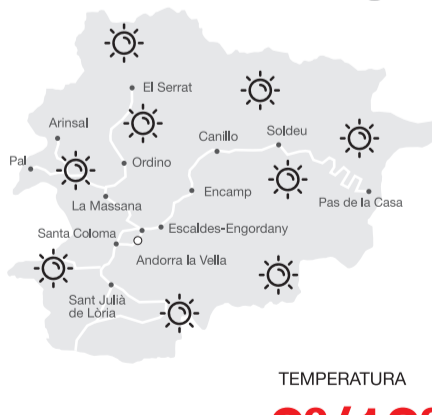 El Serrat
Arinsal
Canillo
Soldeu
Pal
Ordino
Encamp
Pas de la Casa
La Massana
Santa Coloma
Escaldes-Engordany
Andorra la Vella
Sant Julià
de Lòria
TEMPERATURA